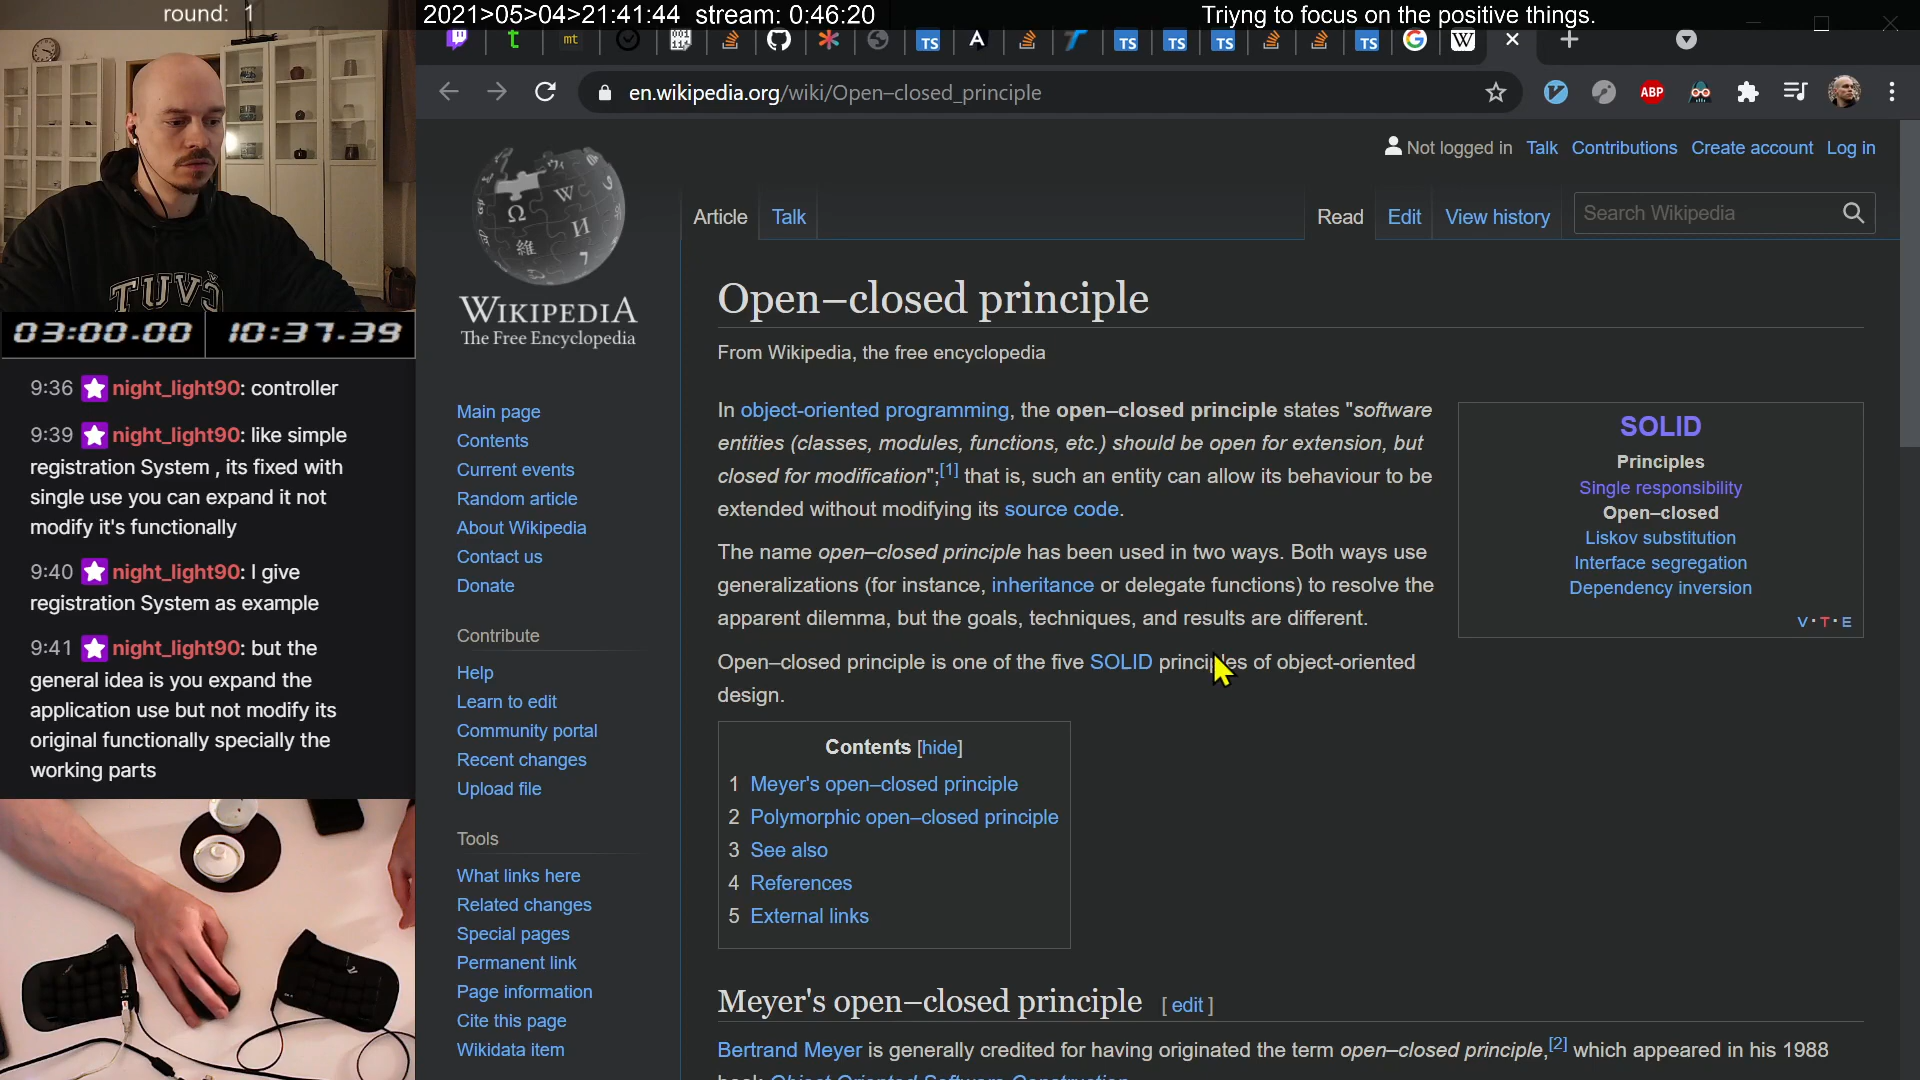 round: 1
2021>05>04>21:41:44 stream: 0:46:20
Triyng to focus on the positive things.
en.wikipedia.org/wiki/Open–closed_principle
ABP
Not logged in Talk Contributions Create account Log in
Article Talk Read Edit View history Search Wikipedia
WIKIPEDIA
The Free Encyclopedia
TUVĞ
03:00.00 10:37.39
9:36 night_light90: controller
9:39 night_light90: like simple
registration System , its fixed with
single use you can expand it not
modify it's functionally
9:40 night_light90: I give
registration System as example
9:41 night_light90: but the
general idea is you expand the
application use but not modify its
original functionally specially the
working parts
Main page
Contents
Current events
Random article
About Wikipedia
Contact us
Donate
Contribute
Help
Learn to edit
Community portal
Recent changes
Upload file
Tools
What links here
Related changes
Special pages
Permanent link
Page information
Cite this page
Wikidata item
Open–closed principle
From Wikipedia, the free encyclopedia
In object-oriented programming, the open–closed principle states "software
entities (classes, modules, functions, etc.) should be open for extension, but
closed for modification";[1] that is, such an entity can allow its behaviour to be
extended without modifying its source code.
The name open–closed principle has been used in two ways. Both ways use
generalizations (for instance, inheritance or delegate functions) to resolve the
apparent dilemma, but the goals, techniques, and results are different.
Open–closed principle is one of the five SOLID principles of object-oriented
design.
SOLID
Principles
Single responsibility
Open–closed
Liskov substitution
Interface segregation
Dependency inversion
V·T·E
Contents [hide]
1 Meyer's open–closed principle
2 Polymorphic open–closed principle
3 See also
4 References
5 External links
Meyer's open–closed principle [ edit ]
Bertrand Meyer is generally credited for having originated the term open–closed principle,[2] which appeared in his 1988